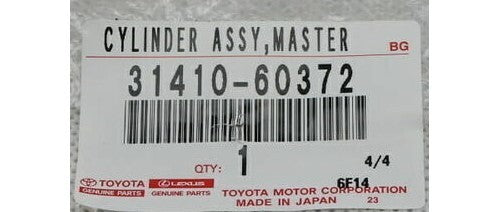 CYLINDER ASSY,MASTER BG
31410-60372
QTY: 1 4/4
6F14
TOYOTA LEXUS TOYOTA MOTOR CORPORATION
GENUINE PARTS GENUINE PARTS MADE IN JAPAN 23